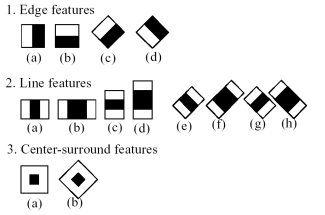 1. Edge features
(a) (b) (c) (d)
2. Line features
(a) (b) (c) (d) (e) (f) (g) (h)
3. Center-surround features
(a) (b)